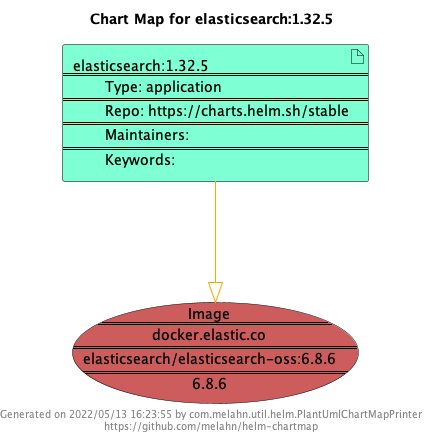 Chart Map for elasticsearch:1.32.5
elasticsearch:1.32.5
Type: application
Repo: https://charts.helm.sh/stable
Maintainers:
Keywords:
Image
docker.elastic.co
elasticsearch/elasticsearch-oss:6.8.6
6.8.6
Generated on 2022/05/13 16:23:55 by com.melahn.util.helm.PlantUmlChartMapPrinter
https://github.com/melahn/helm-chartmap